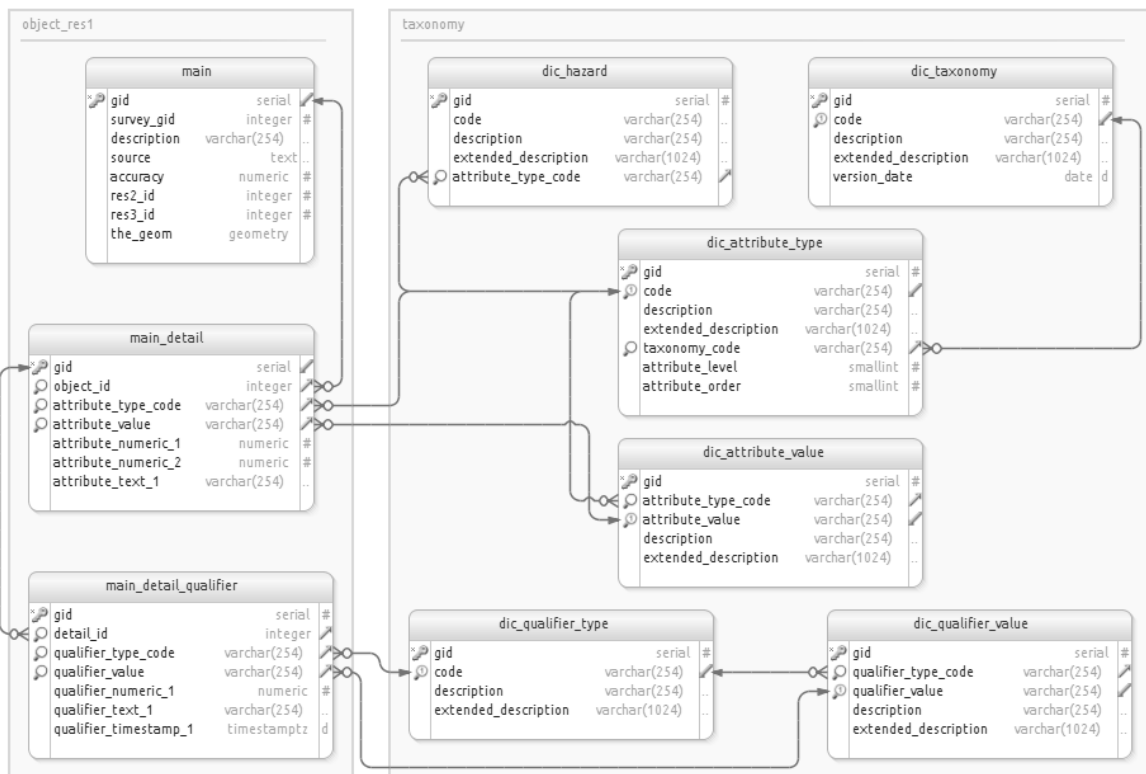 object_res1
main
gid serial
survey_gid integer #
description varchar(254) ..
source text ..
accuracy numeric #
res2_id integer #
res3_id integer #
the_geom geometry
main_detail
gid serial
object_id integer
attribute_type_code varchar(254)
attribute_value varchar(254)
attribute_numeric_1 numeric #
attribute_numeric_2 numeric #
attribute_text_1 varchar(254) ..
main_detail_qualifier
gid serial #
detail_id integer
qualifier_type_code varchar(254)
qualifier_value varchar(254)
qualifier_numeric_1 numeric #
qualifier_text_1 varchar(254) ..
qualifier_timestamp_1 timestamptz d
taxonomy
dic_hazard
gid serial #
code varchar(254) ..
description varchar(254) ..
extended_description varchar(1024) ..
attribute_type_code varchar(254)
dic_taxonomy
gid serial #
code varchar(254)
description varchar(254) ..
extended_description varchar(1024) ..
version_date date d
dic_attribute_type
gid serial #
code varchar(254)
description varchar(254) ..
extended_description varchar(1024) ..
taxonomy_code varchar(254)
attribute_level smallint #
attribute_order smallint #
dic_attribute_value
gid serial #
attribute_type_code varchar(254)
attribute_value varchar(254)
description varchar(254) ..
extended_description varchar(1024) ..
dic_qualifier_type
gid serial #
code varchar(254)
description varchar(254) ..
extended_description varchar(1024) ..
dic_qualifier_value
gid serial #
qualifier_type_code varchar(254)
qualifier_value varchar(254)
description varchar(254) ..
extended_description varchar(1024) ..